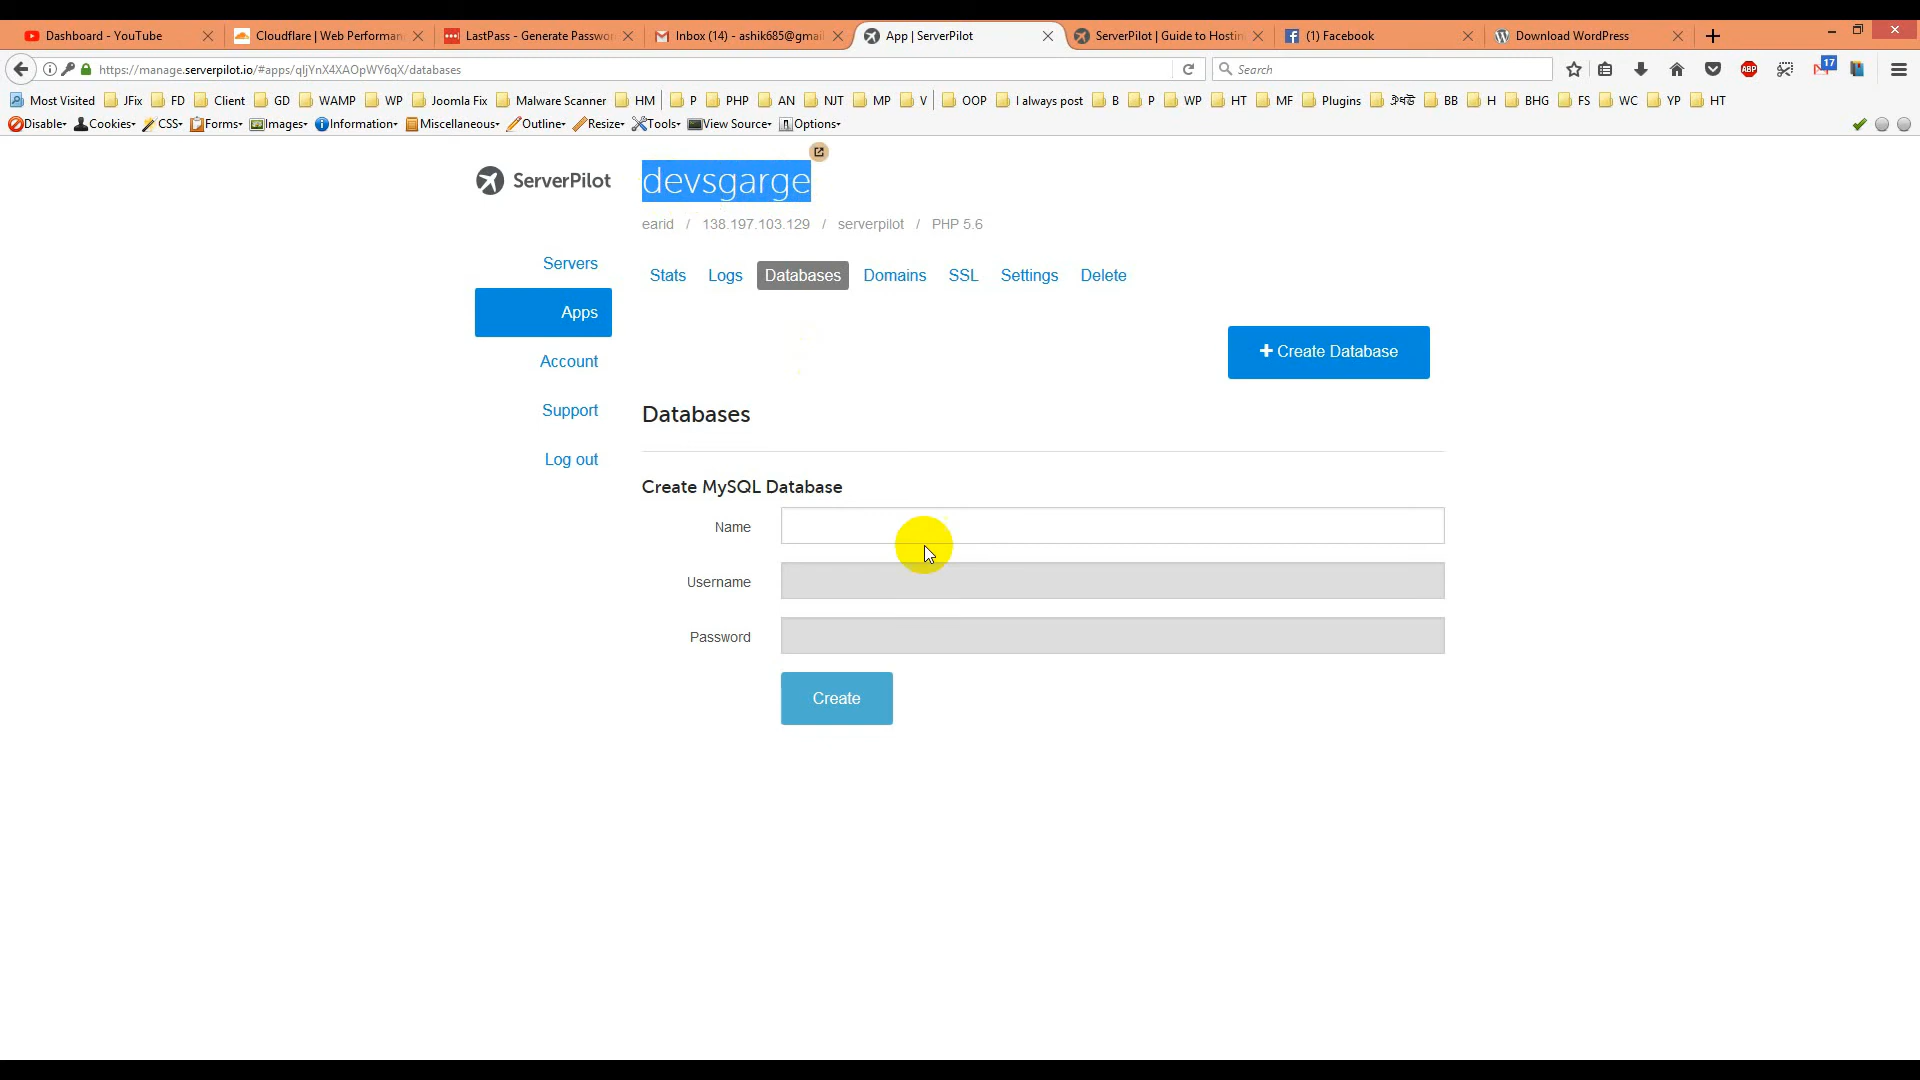 Dashboard - YouTube
Cloudflare | Web Performan
LastPass - Generate Passwor
Inbox (14) - ashik685@gmai
App | ServerPilot
ServerPilot | Guide to Hostin
(1) Facebook
Download WordPress
https://manage.serverpilot.io/#apps/qIjYnX4XAOpWY6qX/databases
Search
ABP
17
Most Visited JFix FD Client GD WAMP WP Joomla Fix Malware Scanner HM P PHP AN NJT MP V OOP I always post B P WP HT MF Plugins ঐষউ BB H BHG FS WC YP HT
Disable Cookies CSS Forms Images Information Miscellaneous Outline Resize Tools View Source Options
ServerPilot
devsgarge
earid / 138.197.103.129 / serverpilot / PHP 5.6
Servers
Apps
Account
Support
Log out
Stats Logs Databases Domains SSL Settings Delete
+ Create Database
Databases
Create MySQL Database
Name
Username
Password
Create